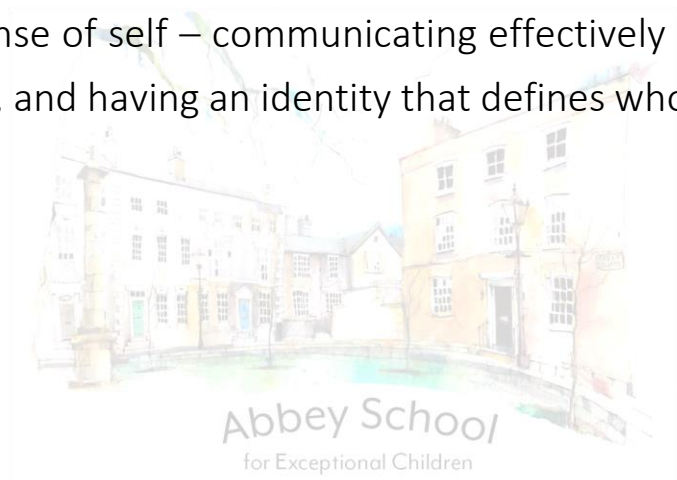 nse of self – communicating effectively
and having an identity that defines who
Abbey School
for Exceptional Children